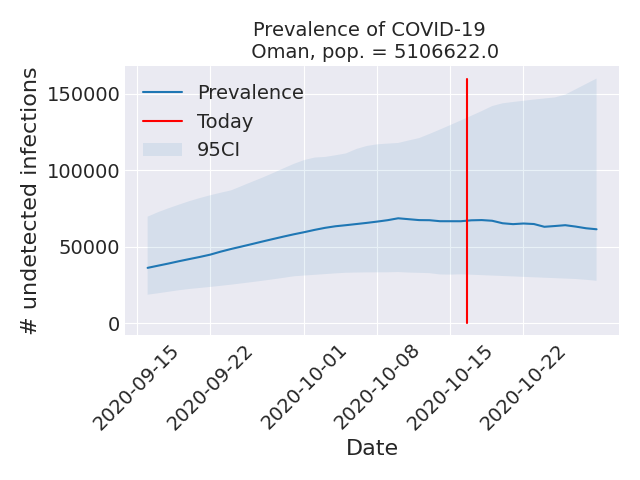 Prevalence of COVID-19
Oman, pop. = 5106622.0
# undetected infections
150000
100000
50000
0
Prevalence
Today
95CI
2020-09-15
2020-09-22
2020-10-01
2020-10-08
2020-10-15
2020-10-22
Date